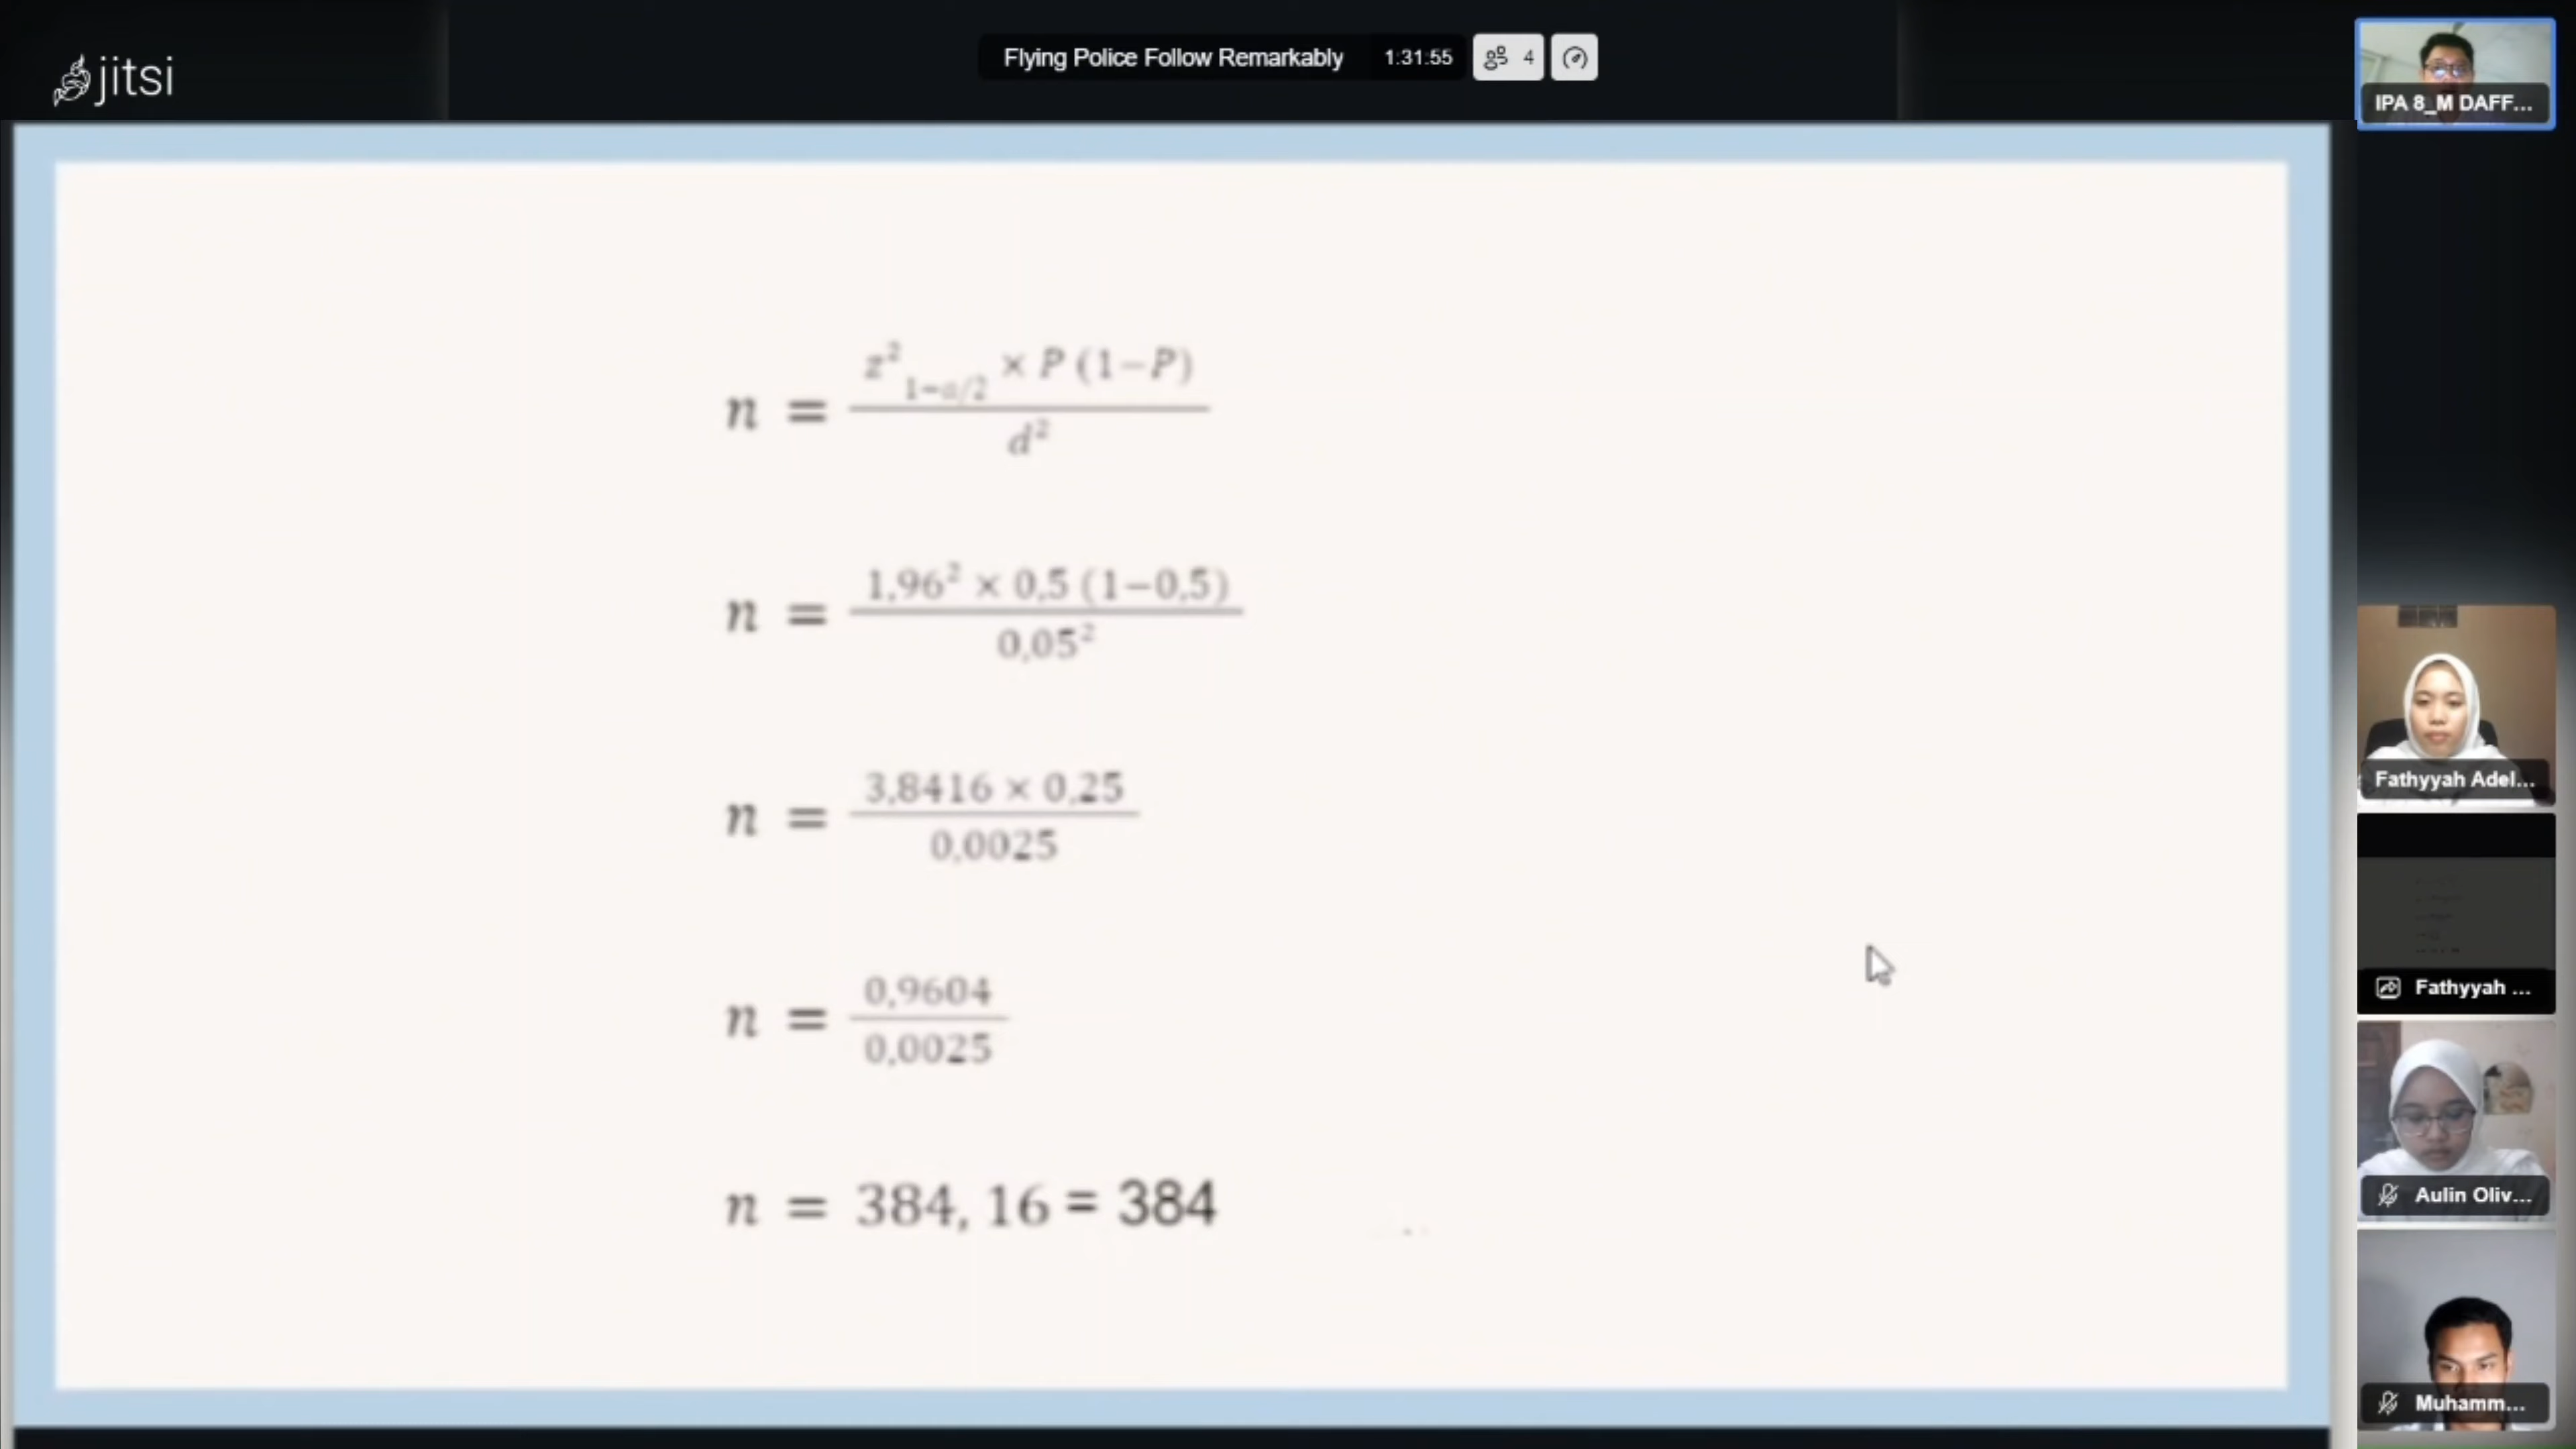 jitsi
Flying Police Follow Remarkably 1:31:55 4
IPA 8_M DAFF...
n = z²₁₋α/₂ × P (1−P) / d²
n = 1,96² × 0,5 (1−0,5) / 0,05²
n = 3,8416 × 0,25 / 0,0025
n = 0,9604 / 0,0025
n = 384, 16 = 384
Fathyyah Adel...
Fathyyah ...
Aulin Oliv...
Muhamm...